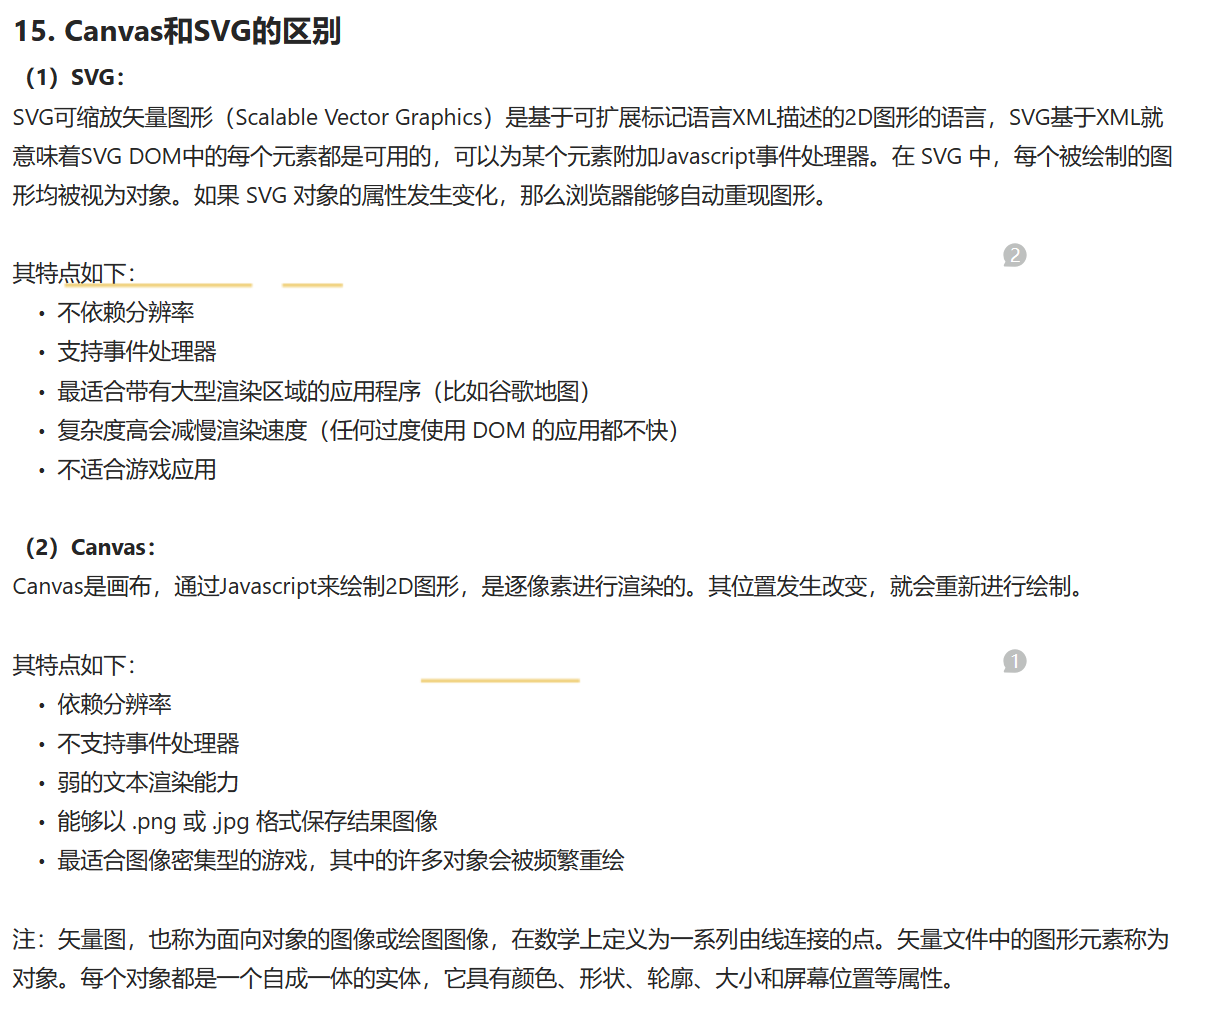 15. Canvas和SVG的区别
（1）SVG：
SVG可缩放矢量图形（Scalable Vector Graphics）是基于可扩展标记语言XML描述的2D图形的语言，SVG基于XML就
意味着SVG DOM中的每个元素都是可用的，可以为某个元素附加Javascript事件处理器。在 SVG 中，每个被绘制的图
形均被视为对象。如果 SVG 对象的属性发生变化，那么浏览器能够自动重现图形。
2
其特点如下：
• 不依赖分辨率
• 支持事件处理器
• 最适合带有大型渲染区域的应用程序（比如谷歌地图）
• 复杂度高会减慢渲染速度（任何过度使用 DOM 的应用都不快）
• 不适合游戏应用
（2）Canvas：
Canvas是画布，通过Javascript来绘制2D图形，是逐像素进行渲染的。其位置发生改变，就会重新进行绘制。
1
其特点如下：
• 依赖分辨率
• 不支持事件处理器
• 弱的文本渲染能力
• 能够以 .png 或 .jpg 格式保存结果图像
• 最适合图像密集型的游戏，其中的许多对象会被频繁重绘
注：矢量图，也称为面向对象的图像或绘图图像，在数学上定义为一系列由线连接的点。矢量文件中的图形元素称为
对象。每个对象都是一个自成一体的实体，它具有颜色、形状、轮廓、大小和屏幕位置等属性。